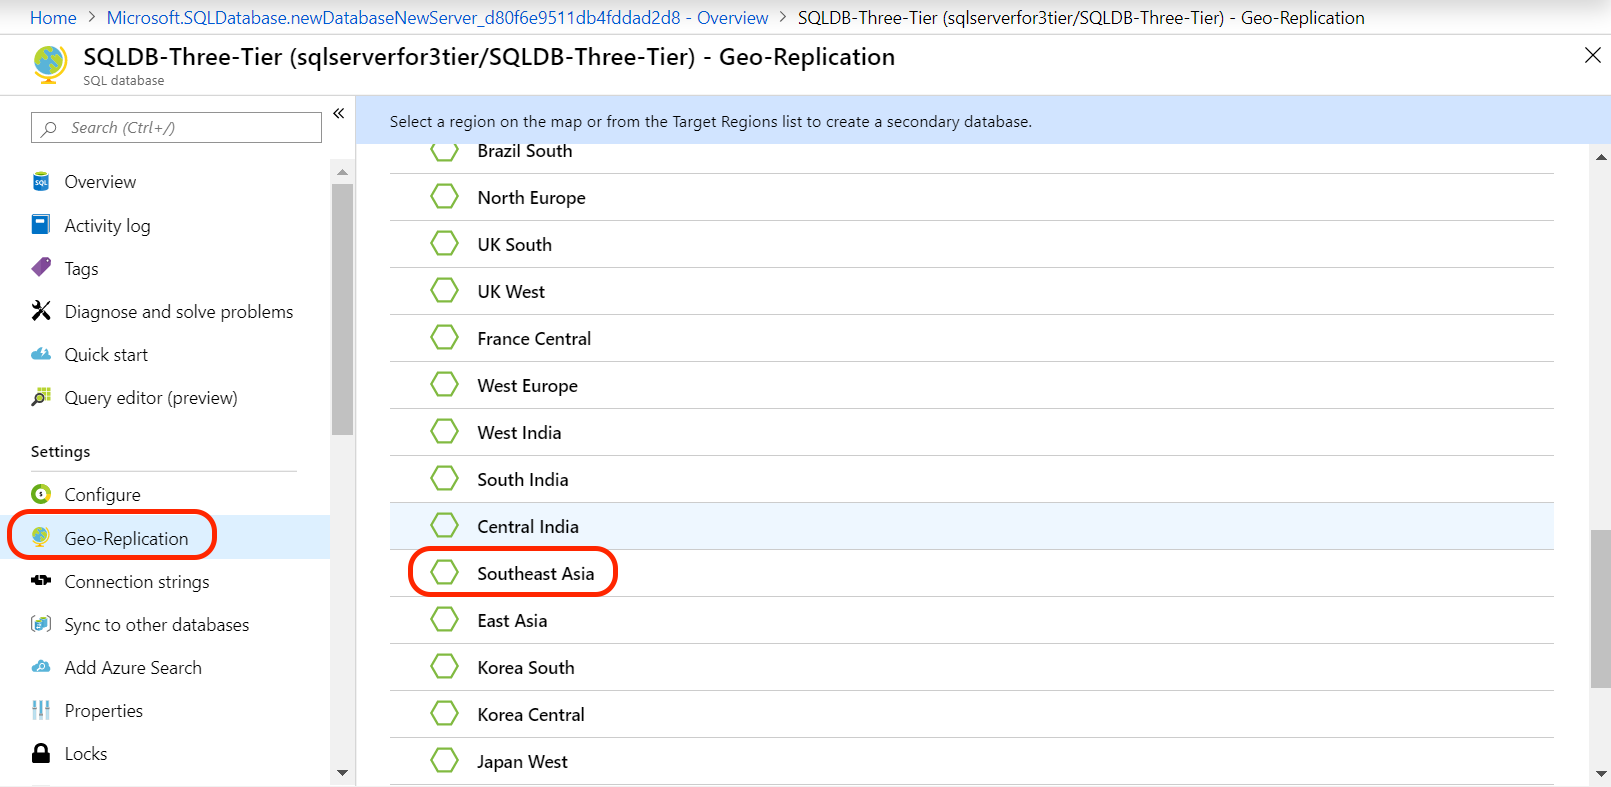 Home > Microsoft.SQLDatabase.newDatabaseNewServer_d80f6e9511db4fddad2d8 - Overview > SQLDB-Three-Tier (sqlserverfor3tier/SQLDB-Three-Tier) - Geo-Replication
SQLDB-Three-Tier (sqlserverfor3tier/SQLDB-Three-Tier) - Geo-Replication
SQL database
Search (Ctrl+/)
«
Overview
Activity log
Tags
Diagnose and solve problems
Quick start
Query editor (preview)
Settings
Configure
Geo-Replication
Connection strings
Sync to other databases
Add Azure Search
Properties
Locks
Select a region on the map or from the Target Regions list to create a secondary database.
Brazil South
North Europe
UK South
UK West
France Central
West Europe
West India
South India
Central India
Southeast Asia
East Asia
Korea South
Korea Central
Japan West